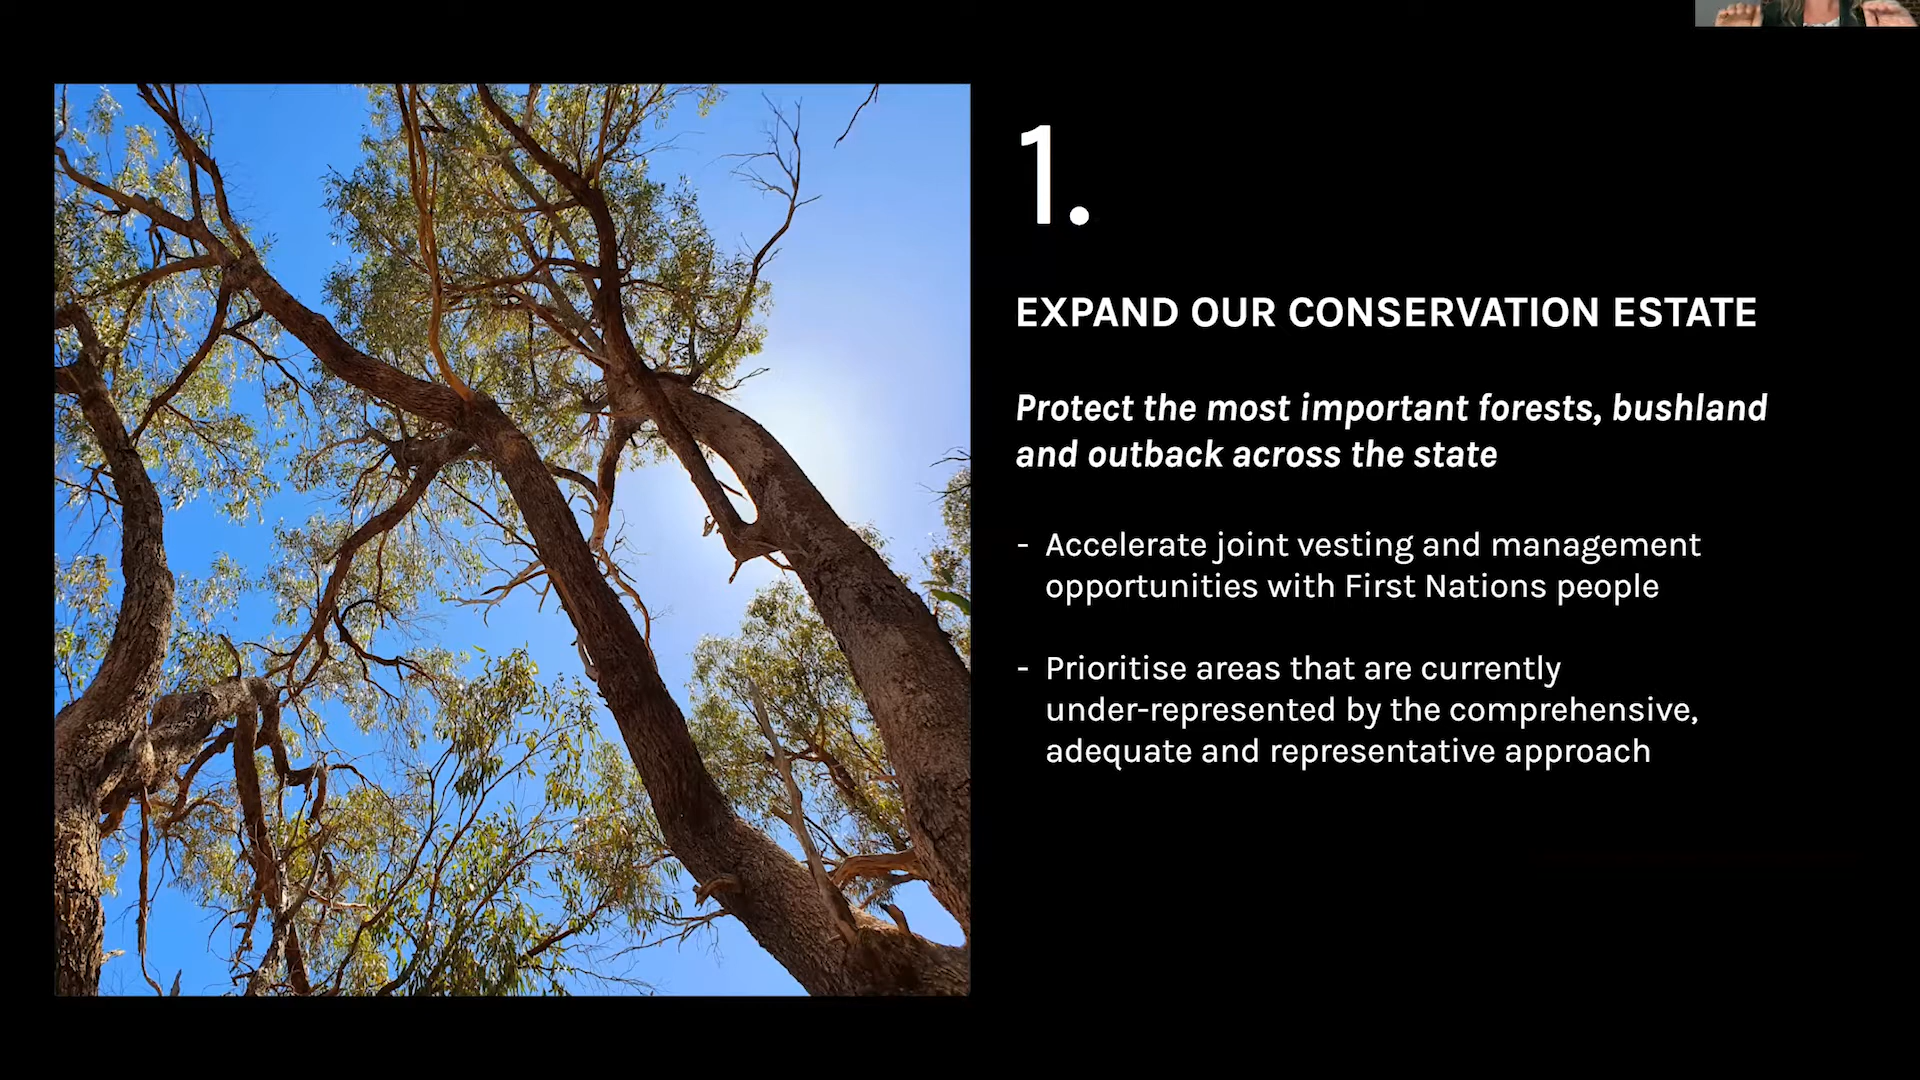 1.
EXPAND OUR CONSERVATION ESTATE
Protect the most important forests, bushland
and outback across the state
- Accelerate joint vesting and management
opportunities with First Nations people
- Prioritise areas that are currently
under-represented by the comprehensive,
adequate and representative approach